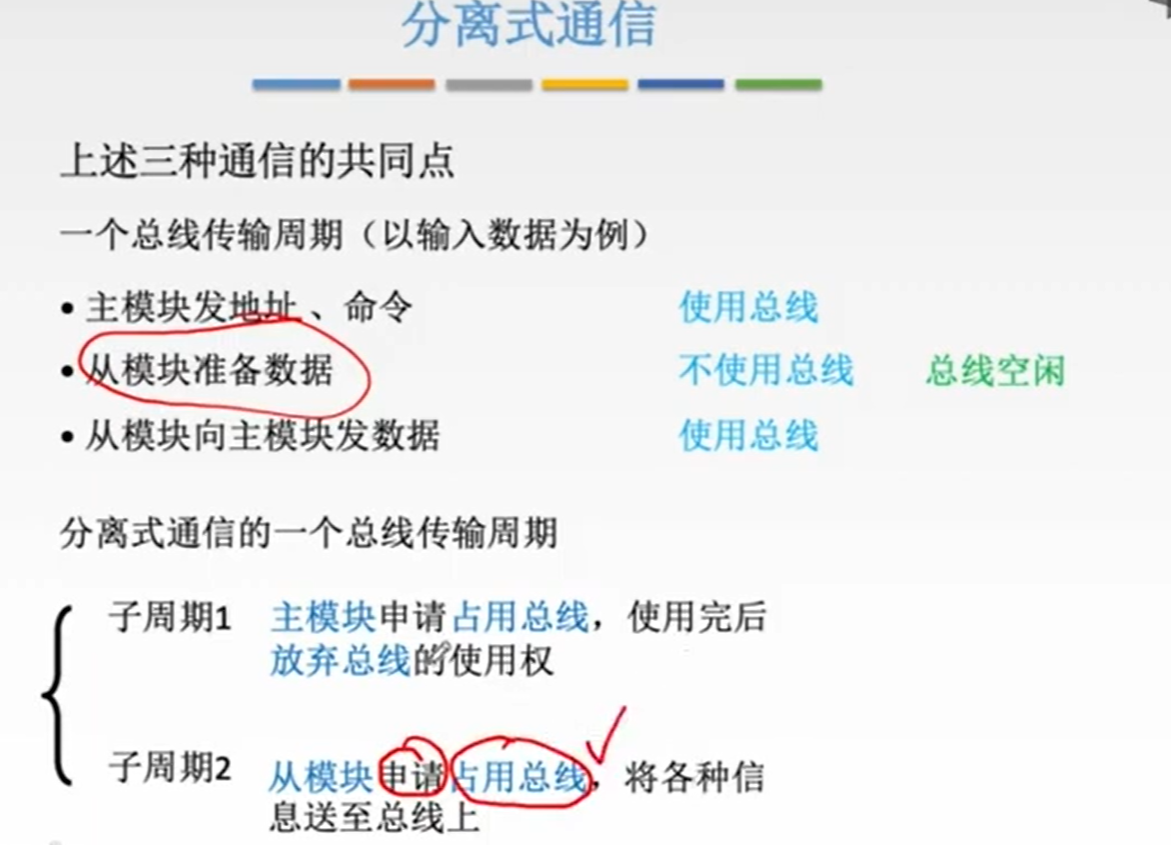 分离式通信
上述三种通信的共同点
一个总线传输周期（以输入数据为例）
• 主模块发地址、命令 使用总线
• 从模块准备数据 不使用总线 总线空闲
• 从模块向主模块发数据 使用总线
分离式通信的一个总线传输周期
子周期1 主模块申请占用总线，使用完后
放弃总线的使用权
子周期2 从模块申请占用总线，将各种信
息送至总线上